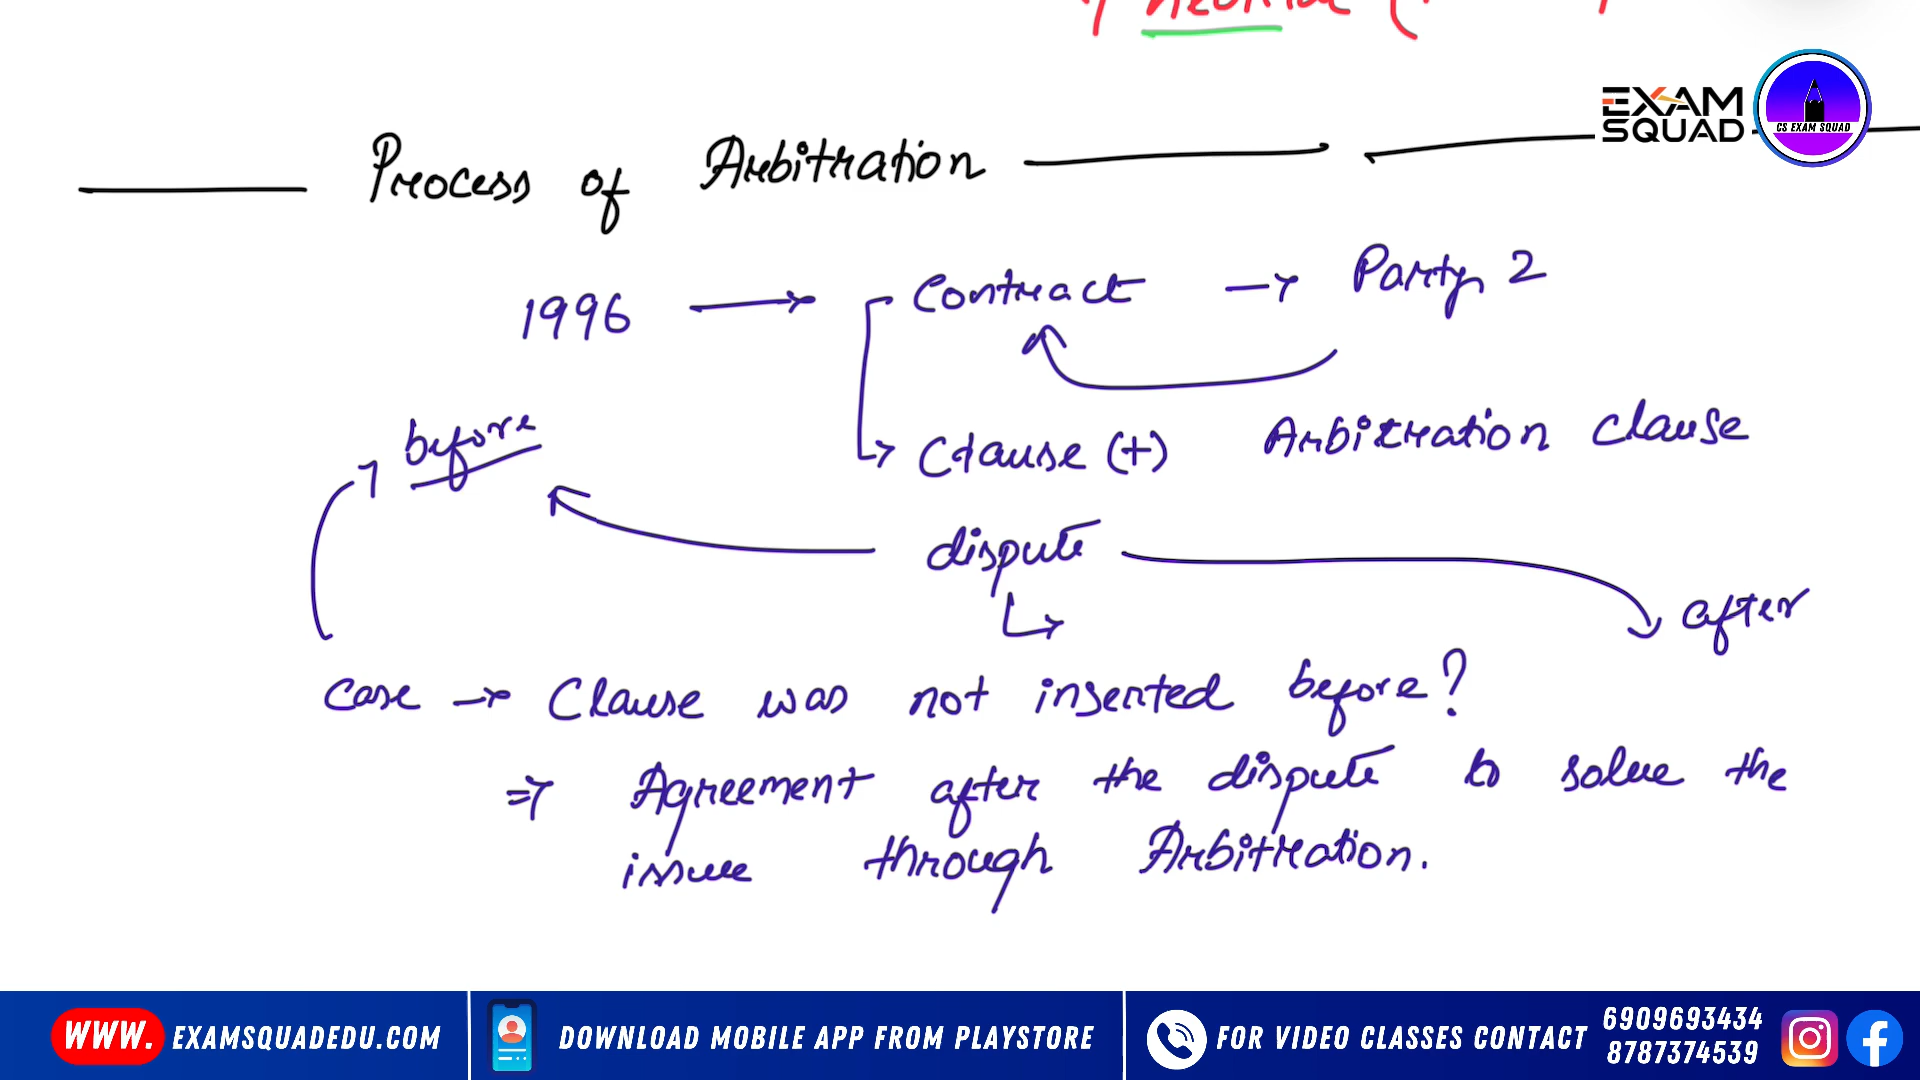 EXAM
SQUAD
CS EXAM SQUAD
Process of Arbitration
1996 → Contract → Party 2
before
Clause (+) Arbitration Clause
dispute
after
Case → Clause was not inserted before?
⇒ Agreement after the dispute to solve the
issue through Arbitration.
WWW. EXAMSQUADEDU.COM
DOWNLOAD MOBILE APP FROM PLAYSTORE
FOR VIDEO CLASSES CONTACT
6909693434
8787374539